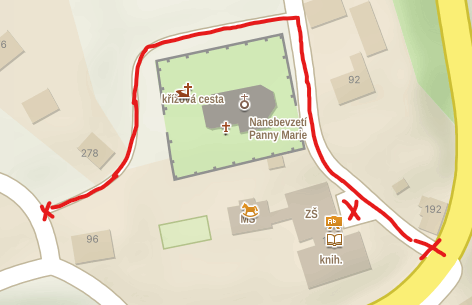 6
křížová cesta
92
Nanebevzetí
Panny Marie
278
192
MŠ
ZŠ
96
knih.